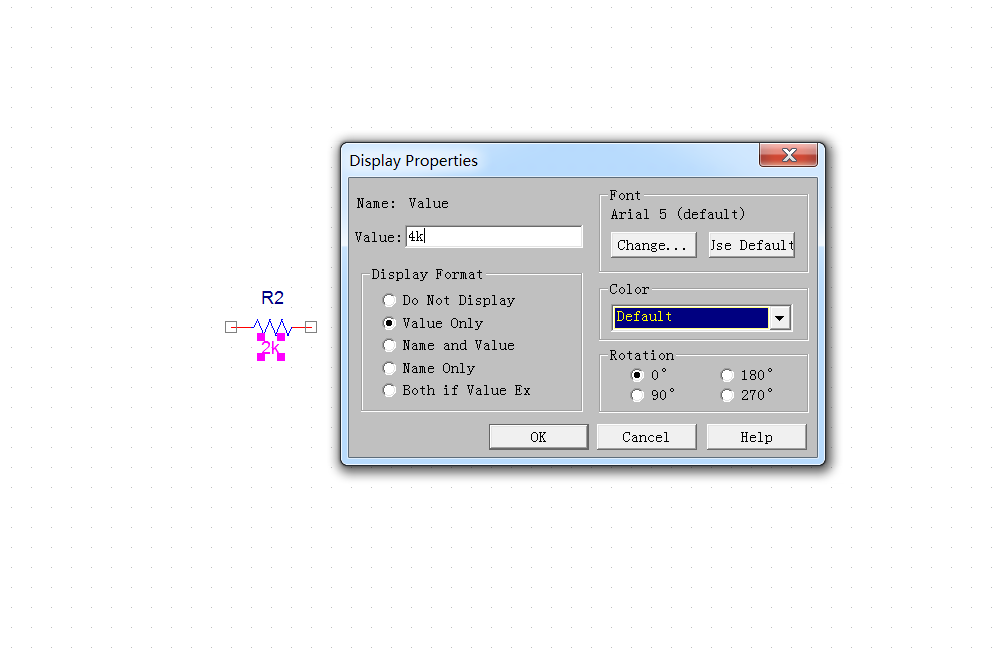 Display Properties
Name: Value
Value: 4k
Display Format
Do Not Display
Value Only
Name and Value
Name Only
Both if Value Ex
Font
Arial 5 (default)
Change...
Use Default
Color
Default
Rotation
0° 180°
90° 270°
OK Cancel Help
R2
2k